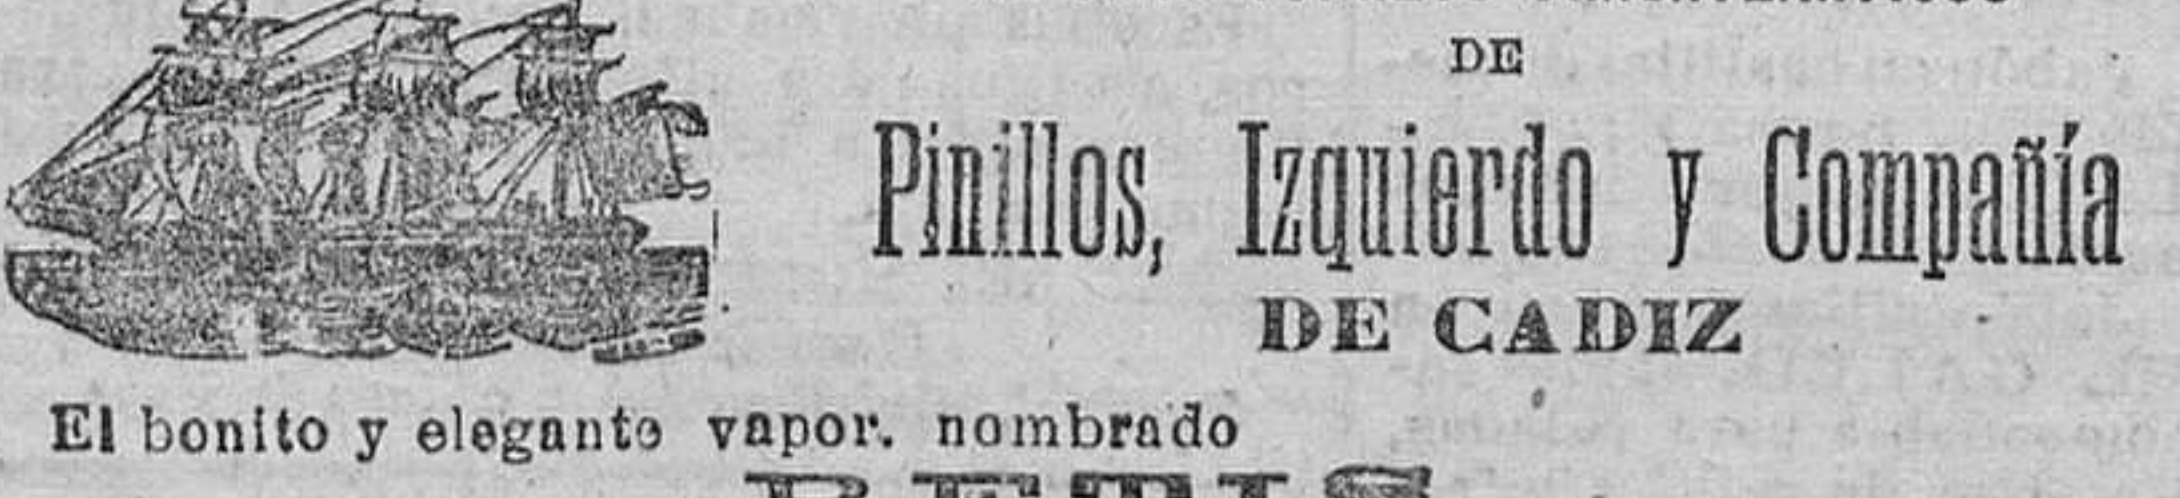 DE
Pinillos, Izquierdo y Compañía
DE CADIZ
El bonito y elegante vapor. nombrado